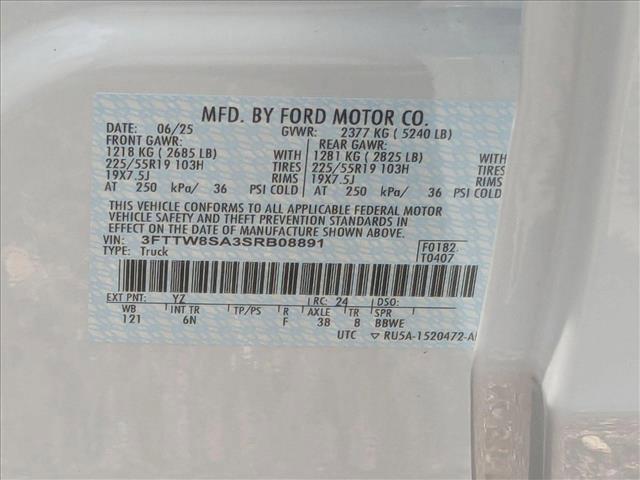 MFD. BY FORD MOTOR CO.
DATE: 06/25 GVWR: 2377 KG ( 5240 LB)
FRONT GAWR: REAR GAWR:
1218 KG ( 2685 LB) WITH 1281 KG ( 2825 LB) WITH
225/55R19 103H TIRES 225/55R19 103H TIRES
19X7.5J RIMS 19X7.5J RIMS
AT 250 kPa/ 36 PSI COLD AT 250 kPa/ 36 PSI COLD
THIS VEHICLE CONFORMS TO ALL APPLICABLE FEDERAL MOTOR
VEHICLE SAFETY AND THEFT PREVENTION STANDARDS IN
EFFECT ON THE DATE OF MANUFACTURE SHOWN ABOVE.
VIN: 3FTTW8SA3SRB08891 F0182
TYPE: Truck T0407
EXT PNT: YZ RC: 24 DSO:
WB INT TR TP/PS R AXLE TR SPR
121 6N F 38 8 BBWE
UTC ▽ RU5A-1520472-A